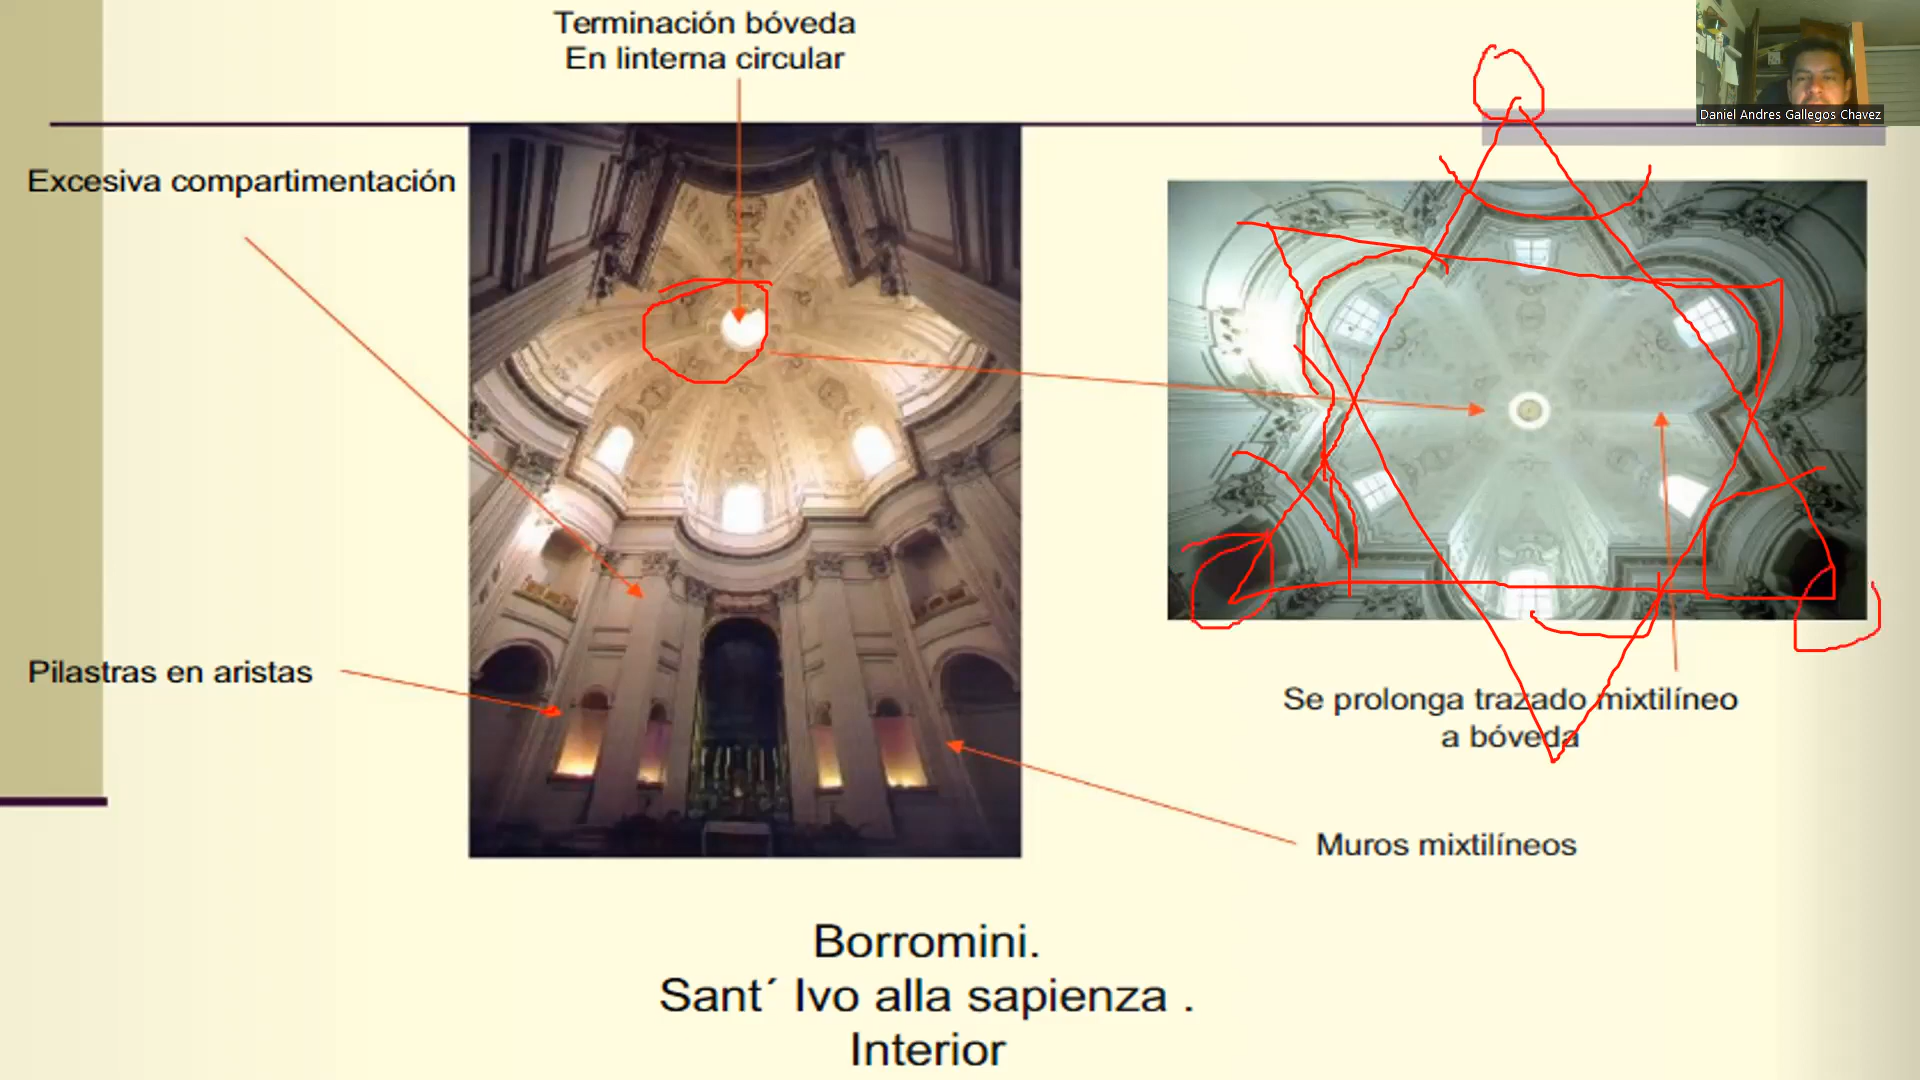 Terminación bóveda
En linterna circular
Daniel Andres Gallegos Chavez
Excesiva compartimentación
Pilastras en aristas
Se prolonga trazado mixtilíneo
a bóveda
Muros mixtilíneos
Borromini.
Sant´ Ivo alla sapienza .
Interior